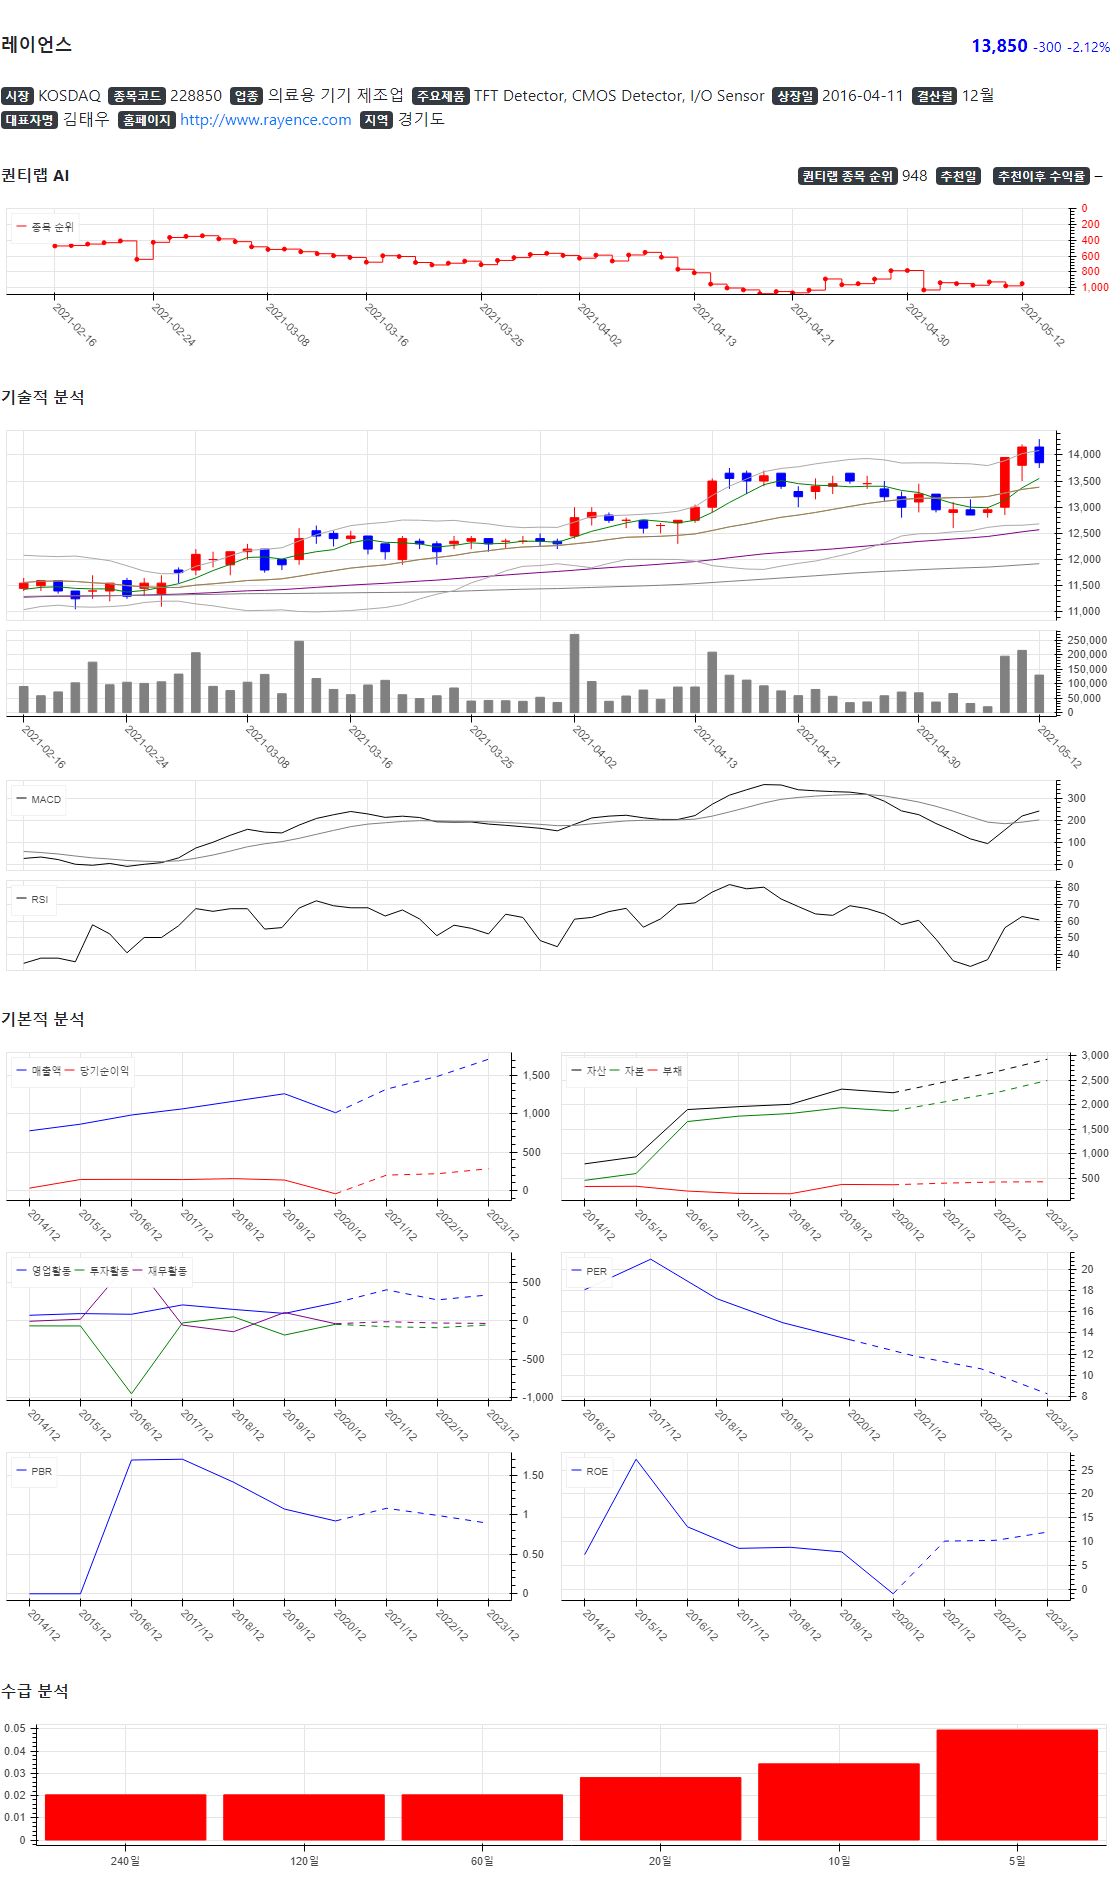 레이언스 13,850 -300 -2.12%
시장 KOSDAQ 종목코드 228850 업종 의료용 기기 제조업 주요제품 TFT Detector, CMOS Detector, I/O Sensor 상장일 2016-04-11 결산월 12월
대표자명 김태우 홈페이지 http://www.rayence.com 지역 경기도
퀀티랩 AI 퀀티랩 종목 순위 948 추천일 추천이후 수익률 –
종목 순위
0
200
400
600
800
1,000
2021-02-16 2021-02-24 2021-03-08 2021-03-16 2021-03-25 2021-04-02 2021-04-13 2021-04-21 2021-04-30 2021-05-12
기술적 분석
14,000
13,500
13,000
12,500
12,000
11,500
11,000
250,000
200,000
150,000
100,000
50,000
0
2021-02-16 2021-02-24 2021-03-08 2021-03-16 2021-03-25 2021-04-02 2021-04-13 2021-04-21 2021-04-30 2021-05-12
MACD
300
200
100
0
RSI
80
70
60
50
40
기본적 분석
매출액 당기순이익
1,500
1,000
500
0
2014/12 2015/12 2016/12 2017/12 2018/12 2019/12 2020/12 2021/12 2022/12 2023/12
자산 자본 부채
3,000
2,500
2,000
1,500
1,000
500
2014/12 2015/12 2016/12 2017/12 2018/12 2019/12 2020/12 2021/12 2022/12 2023/12
영업활동 투자활동 재무활동
500
0
-500
-1,000
2014/12 2015/12 2016/12 2017/12 2018/12 2019/12 2020/12 2021/12 2022/12 2023/12
PER
20
18
16
14
12
10
8
2016/12 2017/12 2018/12 2019/12 2020/12 2021/12 2022/12 2023/12
PBR
1.50
1
0.50
0
2014/12 2015/12 2016/12 2017/12 2018/12 2019/12 2020/12 2021/12 2022/12 2023/12
ROE
25
20
15
10
5
0
2014/12 2015/12 2016/12 2017/12 2018/12 2019/12 2020/12 2021/12 2022/12 2023/12
수급 분석
0.05
0.04
0.03
0.02
0.01
0
240일 120일 60일 20일 10일 5일